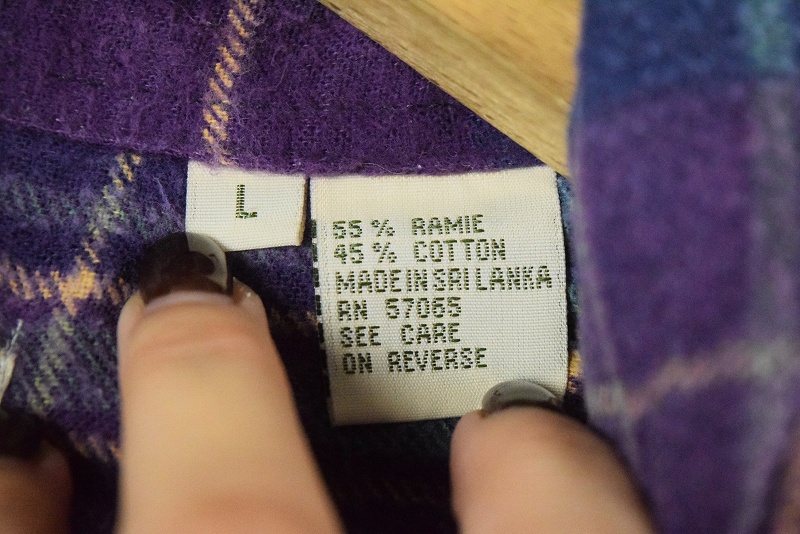 L
55% RAMIE
45% COTTON
MADE IN SRI LANKA
RN 57065
SEE CARE
ON REVERSE